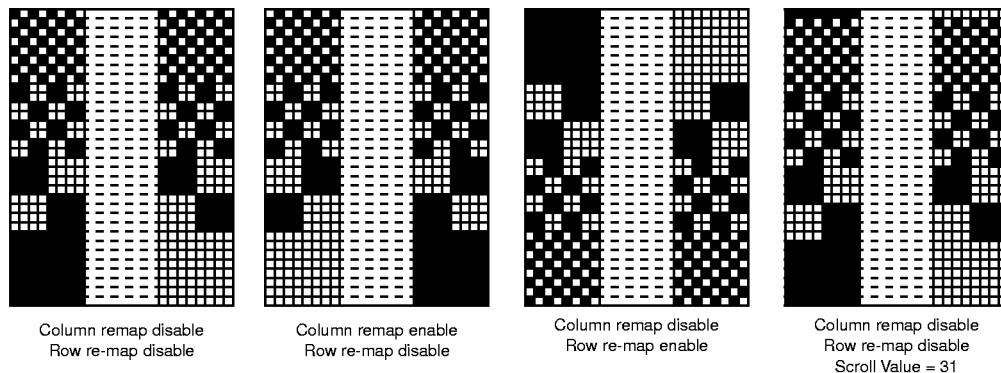 Column remap disable
Row re-map disable
Column remap enable
Row re-map disable
Column remap disable
Row re-map enable
Column remap disable
Row re-map disable
Scroll Value = 31